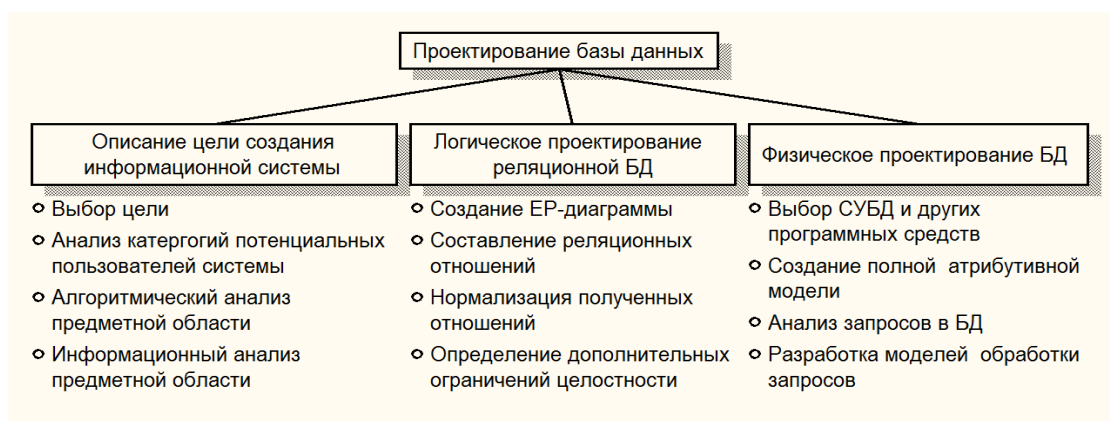 Проектирование базы данных
Описание цели создания
информационной системы
Выбор цели
Анализ катергогий потенциальных
пользователей системы
Алгоритмический анализ
предметной области
Информационный анализ
предметной области
Логическое проектирование
реляционной БД
Создание ЕР-диаграммы
Составление реляционных
отношений
Нормализация полученных
отношений
Определение дополнительных
ограничений целостности
Физическое проектирование БД
Выбор СУБД и других
программных средств
Создание полной атрибутивной
модели
Анализ запросов в БД
Разработка моделей обработки
запросов